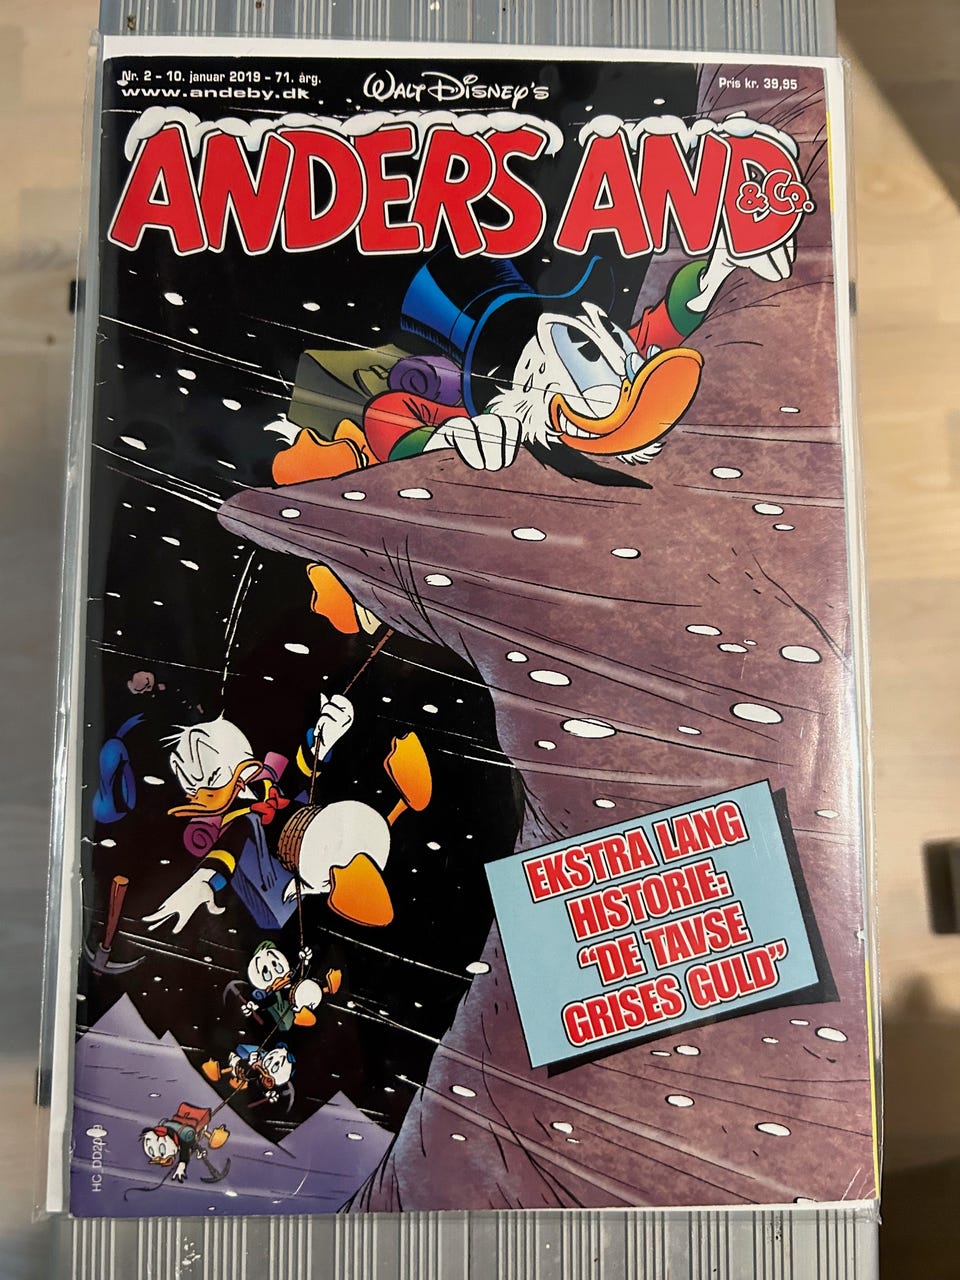 Nr. 2 - 10. januar 2019 - 71. årg.
www.andeby.dk
WALT DISNEY'S
Pris kr. 39,95
ANDERS AND
& Co.
EKSTRA LANG
HISTORIE:
"DE TAVSE
GRISES GULD"